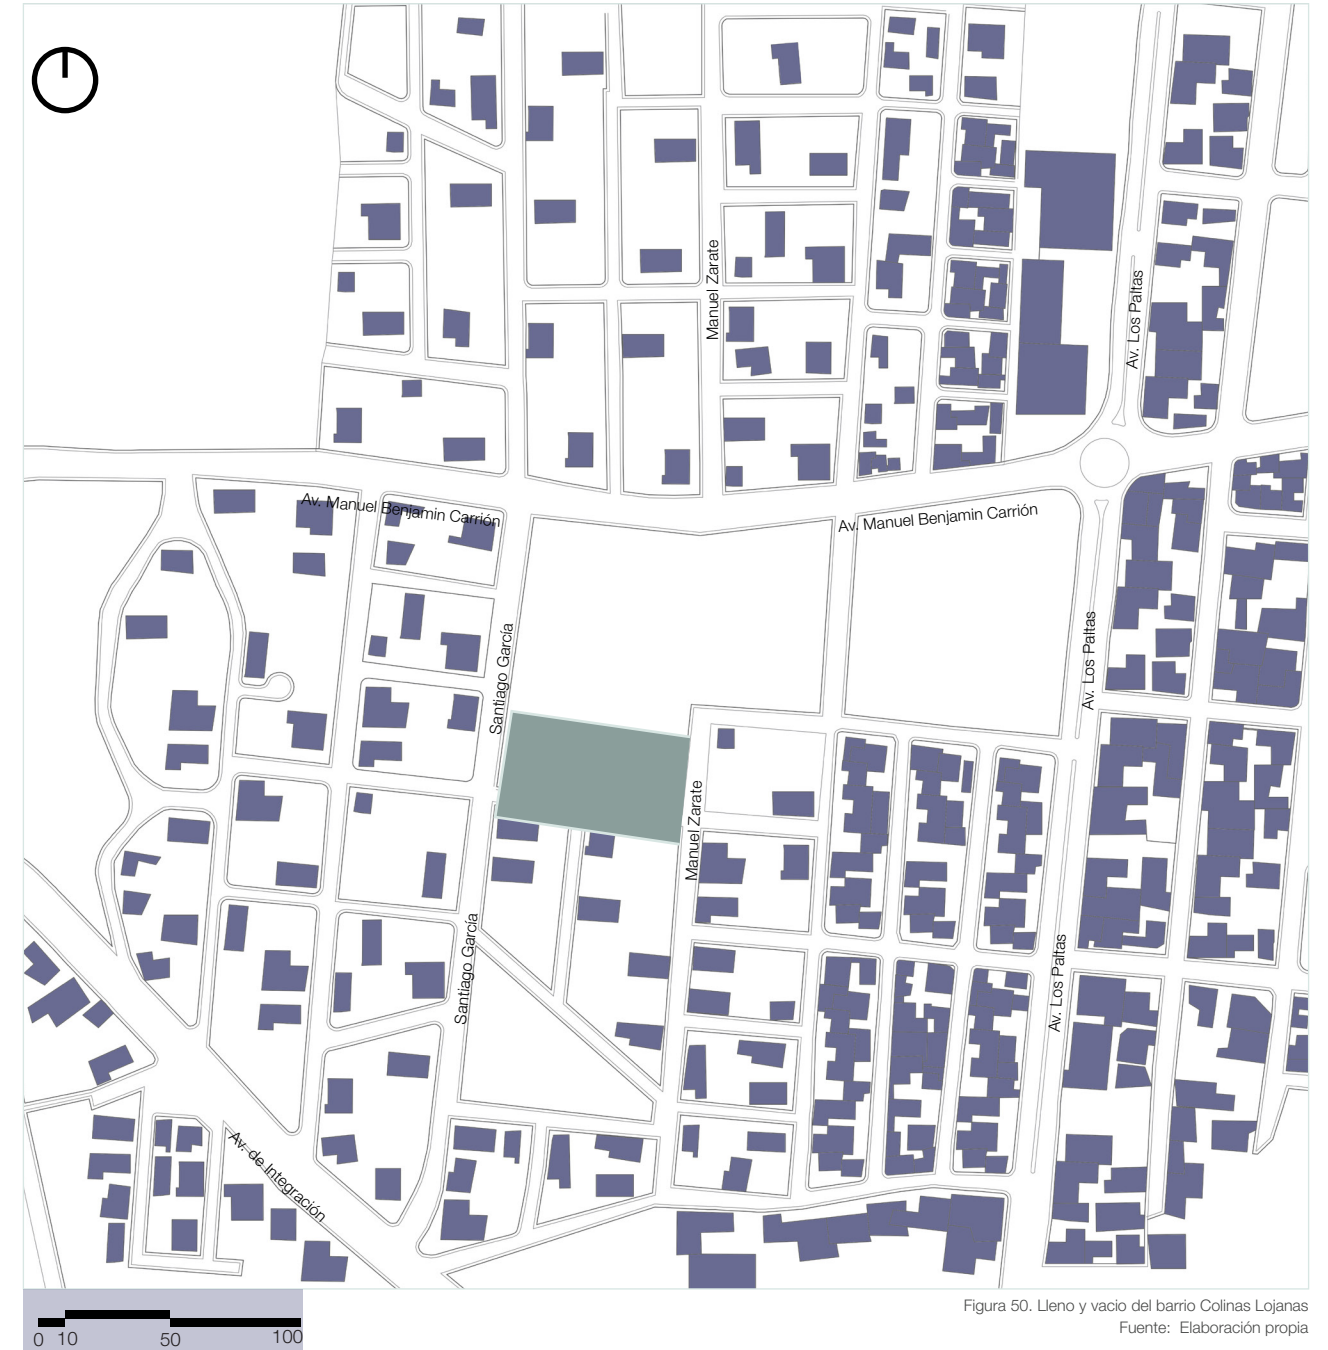 Manuel Zarate
Av. Los Paltas
Av. Manuel Benjamin Carrión
Av. Manuel Benjamin Carrión
Santiago García
Av. Los Paltas
Manuel Zarate
Santiago García
Av. Los Paltas
Av. de Integración
0 10 50 100
Figura 50. Lleno y vacio del barrio Colinas Lojanas
Fuente: Elaboración propia